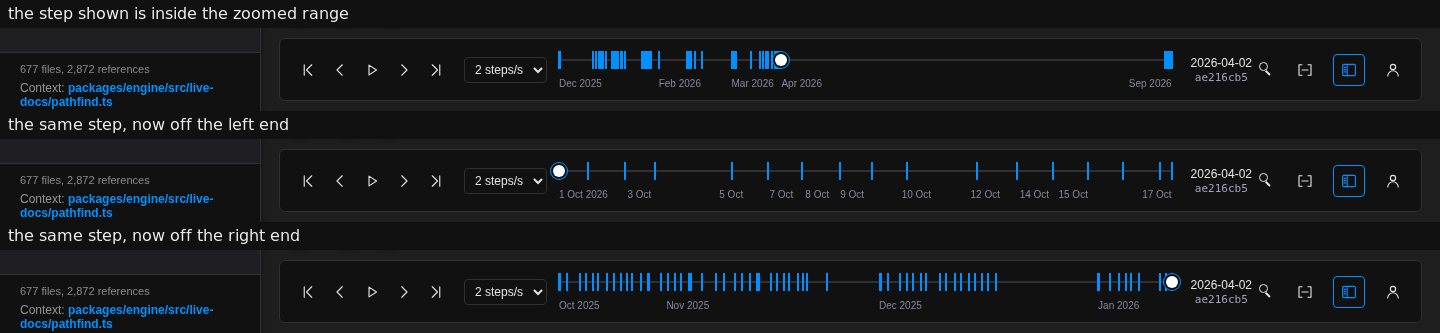 the step shown is inside the zoomed range
677 files, 2,872 references
Context: packages/engine/src/live-
docs/pathfind.ts
2 steps/s
Dec 2025 Feb 2026 Mar 2026 Apr 2026 Sep 2026
2026-04-02
ae216cb5
the same step, now off the left end
677 files, 2,872 references
Context: packages/engine/src/live-
docs/pathfind.ts
2 steps/s
1 Oct 2026 3 Oct 5 Oct 7 Oct 8 Oct 9 Oct 10 Oct 12 Oct 14 Oct 15 Oct 17 Oct
2026-04-02
ae216cb5
the same step, now off the right end
677 files, 2,872 references
Context: packages/engine/src/live-
docs/pathfind.ts
2 steps/s
Oct 2025 Nov 2025 Dec 2025 Jan 2026
2026-04-02
ae216cb5